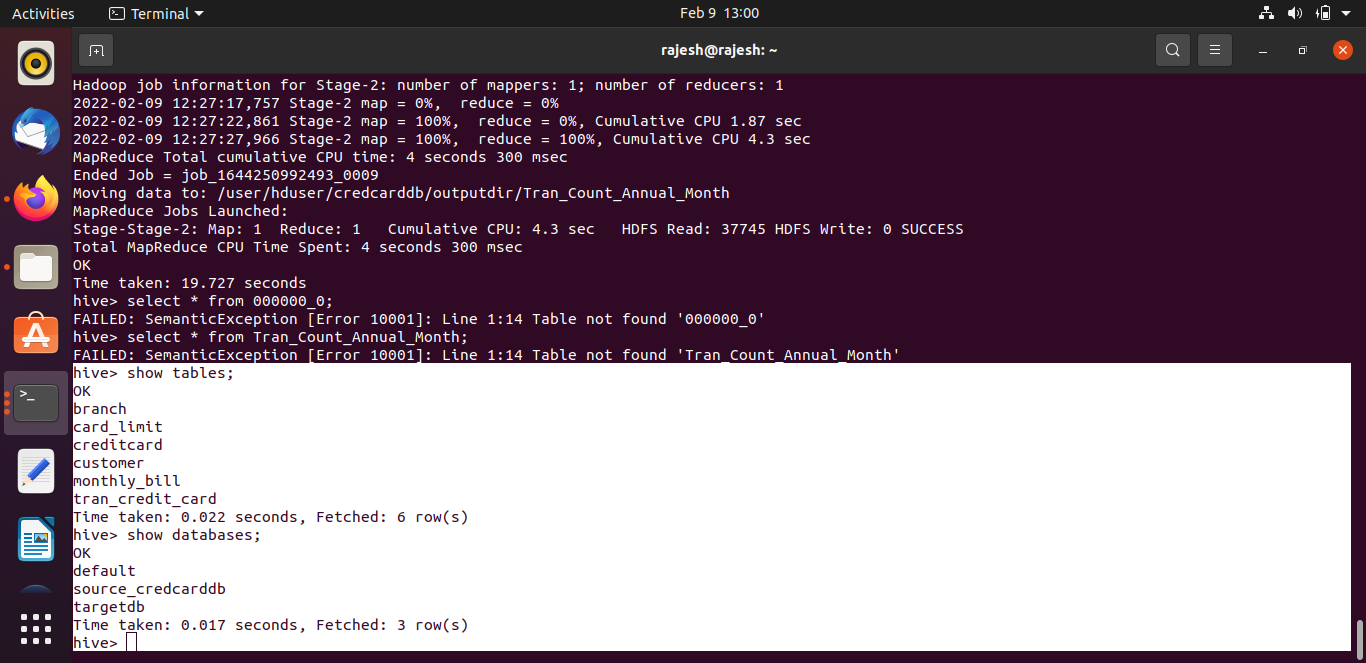 Activities
Terminal
Feb 9 13:00
rajesh@rajesh: ~
Hadoop job information for Stage-2: number of mappers: 1; number of reducers: 1
2022-02-09 12:27:17,757 Stage-2 map = 0%,  reduce = 0%
2022-02-09 12:27:22,861 Stage-2 map = 100%,  reduce = 0%, Cumulative CPU 1.87 sec
2022-02-09 12:27:27,966 Stage-2 map = 100%,  reduce = 100%, Cumulative CPU 4.3 sec
MapReduce Total cumulative CPU time: 4 seconds 300 msec
Ended Job = job_1644250992493_0009
Moving data to: /user/hduser/credcarddb/outputdir/Tran_Count_Annual_Month
MapReduce Jobs Launched:
Stage-Stage-2: Map: 1  Reduce: 1   Cumulative CPU: 4.3 sec   HDFS Read: 37745 HDFS Write: 0 SUCCESS
Total MapReduce CPU Time Spent: 4 seconds 300 msec
OK
Time taken: 19.727 seconds
hive> select * from 000000_0;
FAILED: SemanticException [Error 10001]: Line 1:14 Table not found '000000_0'
hive> select * from Tran_Count_Annual_Month;
FAILED: SemanticException [Error 10001]: Line 1:14 Table not found 'Tran_Count_Annual_Month'
hive> show tables;
OK
branch
card_limit
creditcard
customer
monthly_bill
tran_credit_card
Time taken: 0.022 seconds, Fetched: 6 row(s)
hive> show databases;
OK
default
source_credcarddb
targetdb
Time taken: 0.017 seconds, Fetched: 3 row(s)
hive>